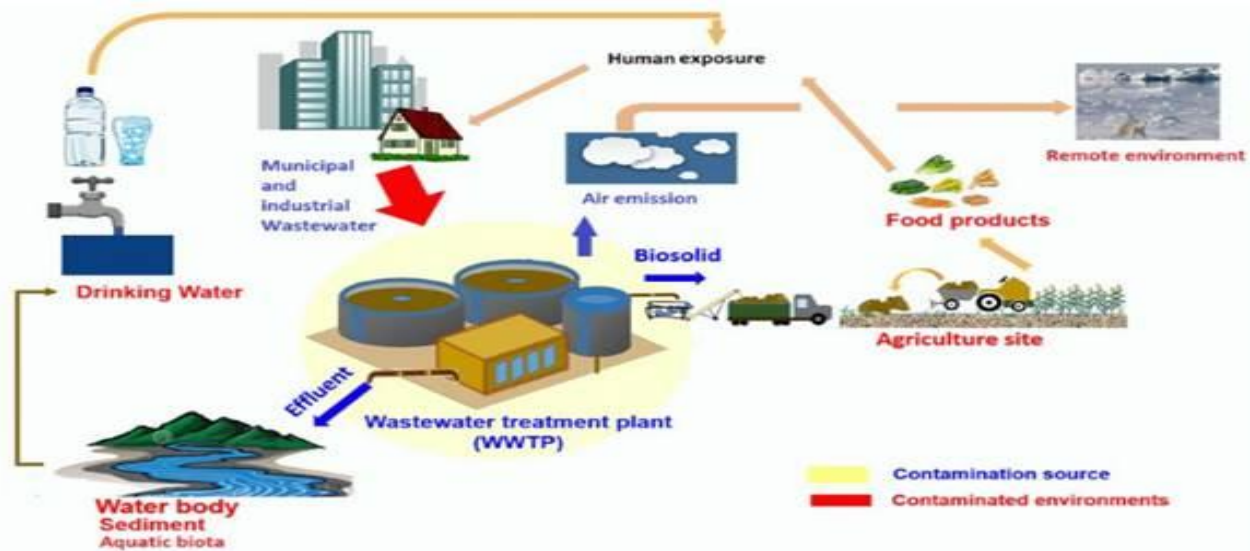 Human exposure
Municipal
and
industrial
Wastewater
Air emission
Remote environment
Food products
Biosolid
Drinking Water
Agriculture site
Effluent
Wastewater treatment plant
(WWTP)
Contamination source
Contaminated environments
Water body
Sediment
Aquatic biota